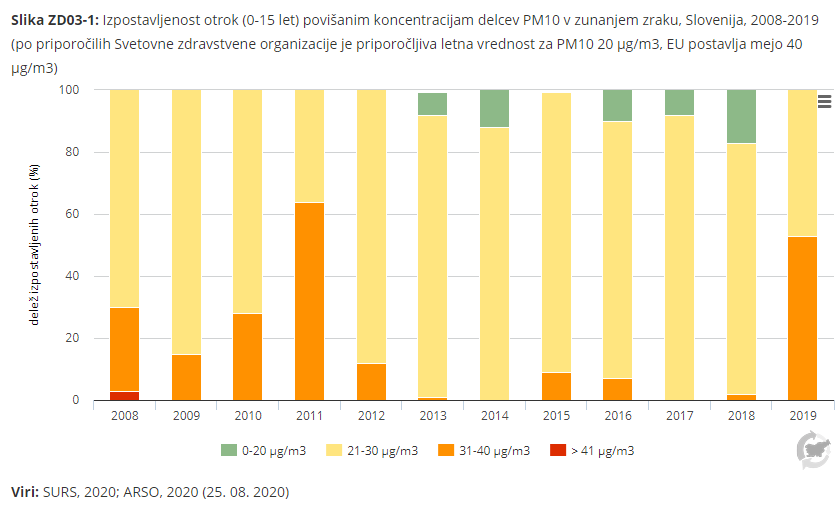 Slika ZD03-1: Izpostavljenost otrok (0-15 let) povišanim koncentracijam delcev PM10 v zunanjem zraku, Slovenija, 2008-2019
(po priporočilih Svetovne zdravstvene organizacije je priporočljiva letna vrednost za PM10 20 µg/m3, EU postavlja mejo 40
µg/m3)
100
80
60
40
20
0
delež izpostavljenih otrok (%)
2008 2009 2010 2011 2012 2013 2014 2015 2016 2017 2018 2019
0-20 µg/m3 21-30 µg/m3 31-40 µg/m3 > 41 µg/m3
Viri: SURS, 2020; ARSO, 2020 (25. 08. 2020)